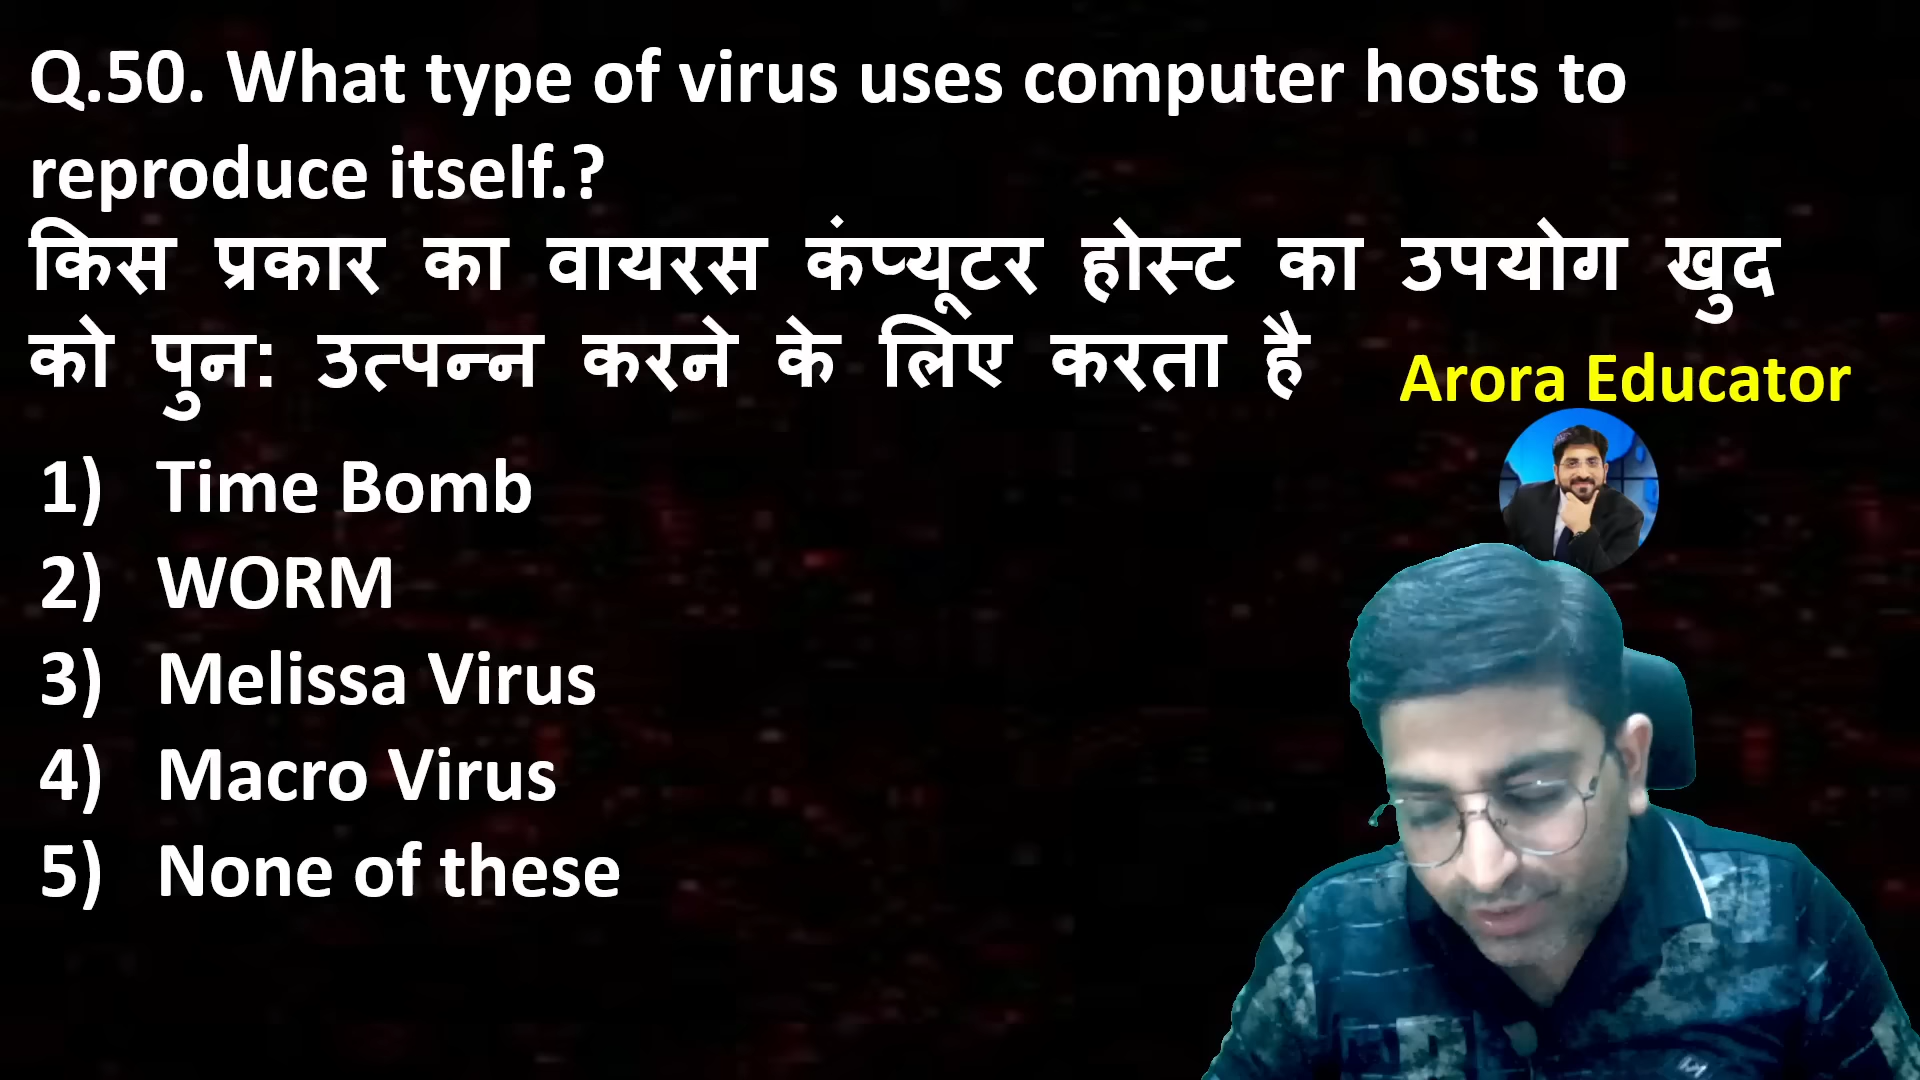 Q.50. What type of virus uses computer hosts to
reproduce itself.?
किस प्रकार का वायरस कंप्यूटर होस्ट का उपयोग खुद
को पुन: उत्पन्न करने के लिए करता है
Arora Educator
1) Time Bomb
2) WORM
3) Melissa Virus
4) Macro Virus
5) None of these